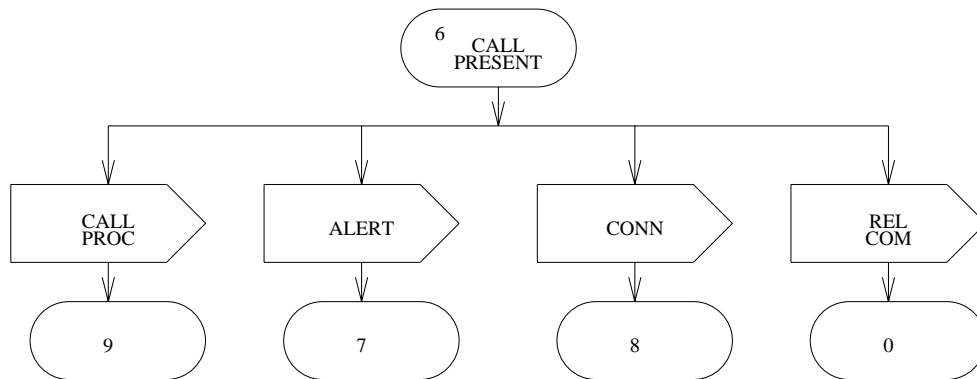 6
CALL
PRESENT
CALL
PROC
ALERT
CONN
REL
COM
9
7
8
0